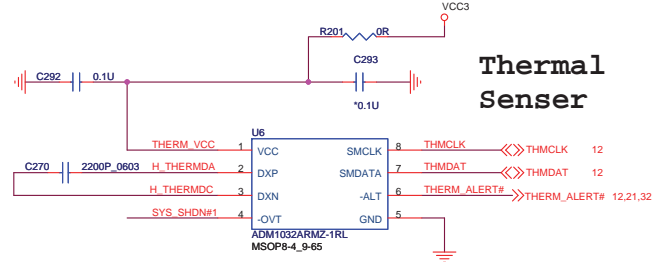 VCC3
R201 0R
C292 0.1U
C293
*0.1U
Thermal
Senser
U6
THERM_VCC 1 VCC SMCLK 8 THMCLK THMCLK 12
C270 2200P_0603 H_THERMDA 2 DXP SMDATA 7 THMDAT THMDAT 12
H_THERMDC 3 DXN -ALT 6 THERM_ALERT# THERM_ALERT# 12,21,32
SYS_SHDN#1 4 -OVT GND 5
ADM1032ARMZ-1RL
MSOP8-4_9-65